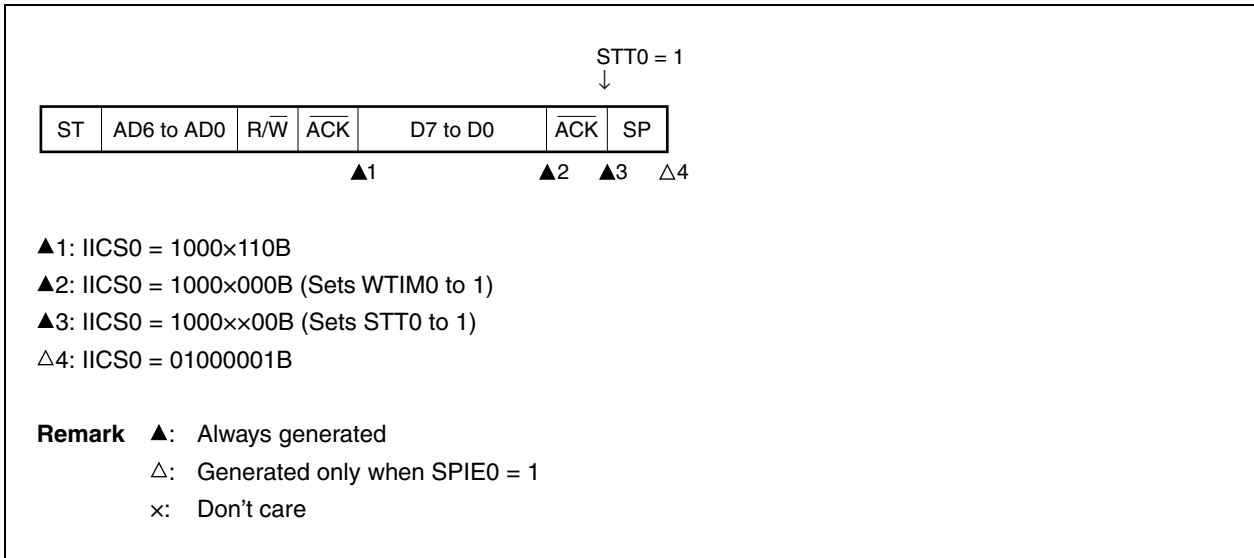 STT0 = 1
↓
ST AD6 to AD0 R/W̅ A̅C̅K̅ D7 to D0 A̅C̅K̅ SP
▲1 ▲2 ▲3 △4
▲1: IICS0 = 1000×110B
▲2: IICS0 = 1000×000B (Sets WTIM0 to 1)
▲3: IICS0 = 1000××00B (Sets STT0 to 1)
△4: IICS0 = 01000001B
Remark ▲: Always generated
△: Generated only when SPIE0 = 1
×: Don't care